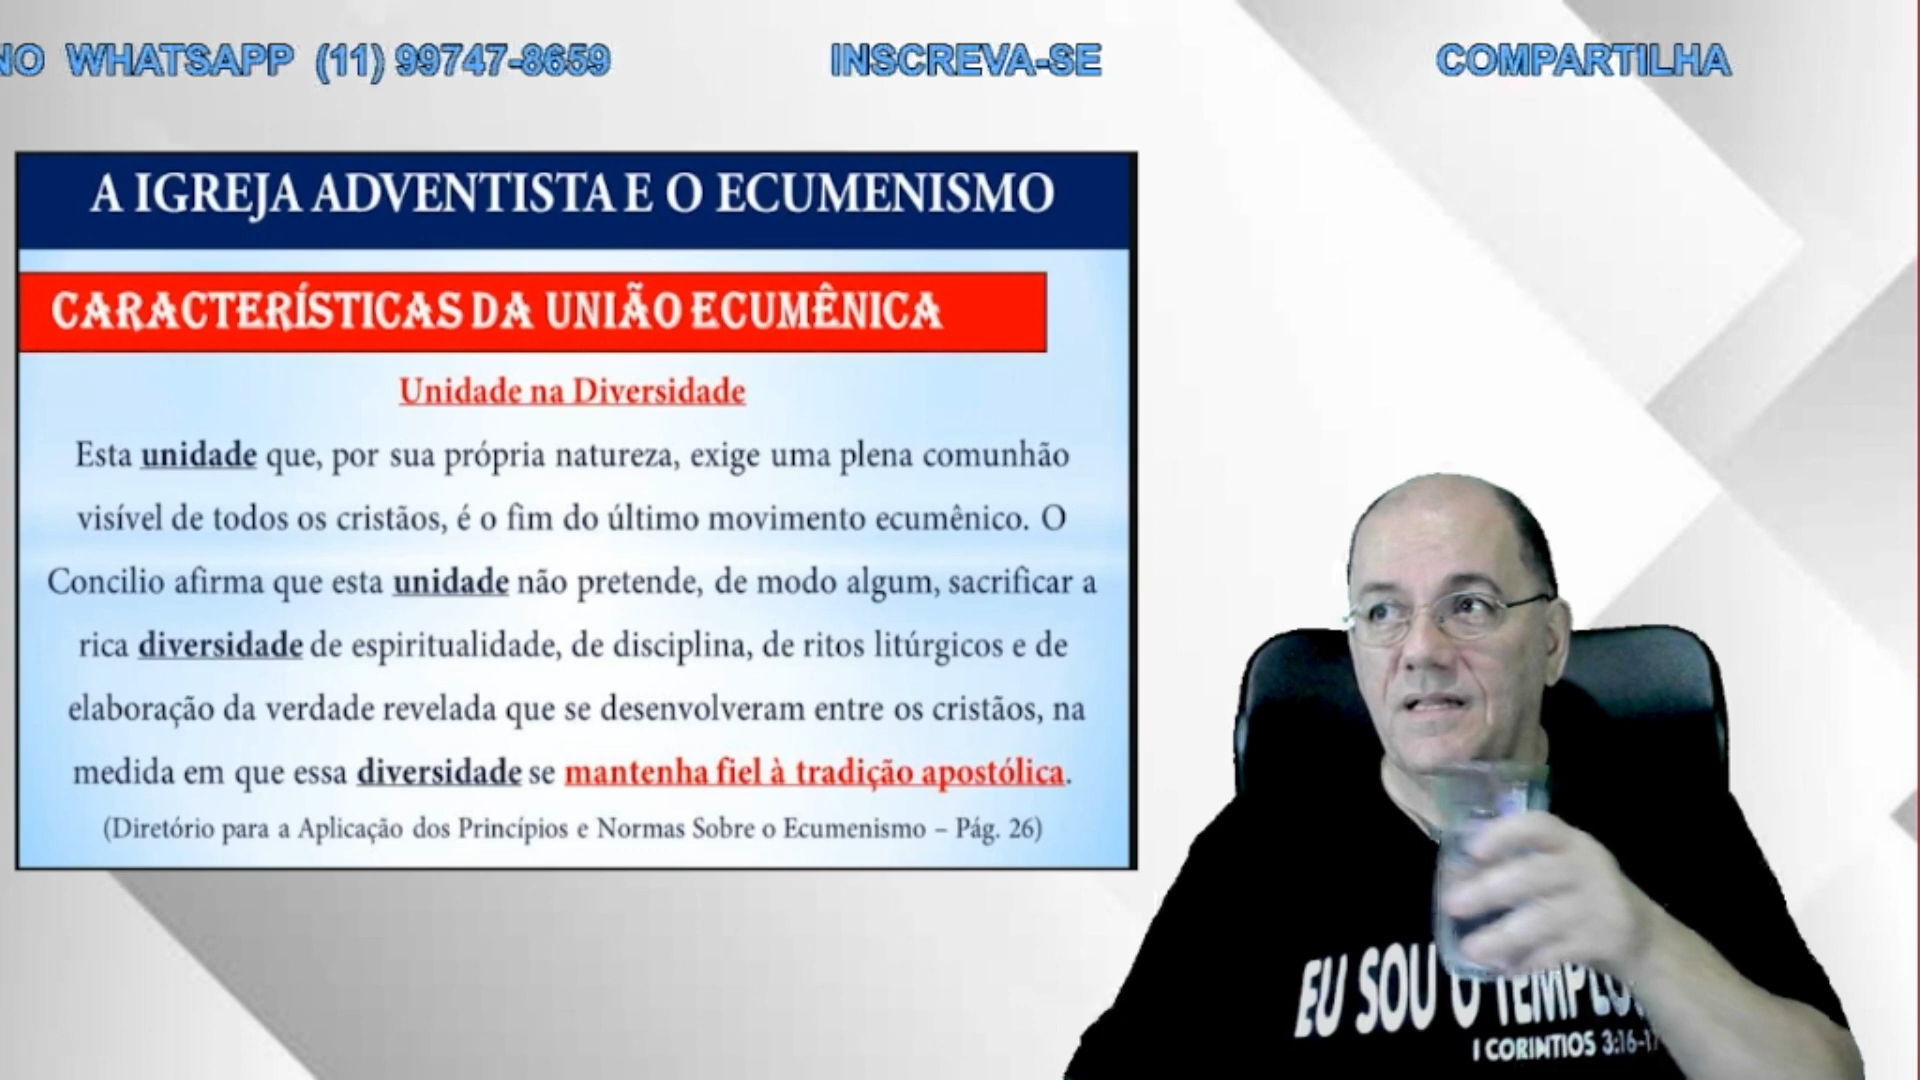 NO WHATSAPP (11) 99747-8659 INSCREVA-SE COMPARTILHA
A IGREJA ADVENTISTA E O ECUMENISMO
CARACTERÍSTICAS DA UNIÃO ECUMÊNICA
Unidade na Diversidade
Esta unidade que, por sua própria natureza, exige uma plena comunhão
visível de todos os cristãos, é o fim do último movimento ecumênico. O
Concilio afirma que esta unidade não pretende, de modo algum, sacrificar a
rica diversidade de espiritualidade, de disciplina, de ritos litúrgicos e de
elaboração da verdade revelada que se desenvolveram entre os cristãos, na
medida em que essa diversidade se mantenha fiel à tradição apostólica.
(Diretório para a Aplicação dos Princípios e Normas Sobre o Ecumenismo – Pág. 26)
EU SOU O TEMPLO
I CORINTIOS 3:16-17